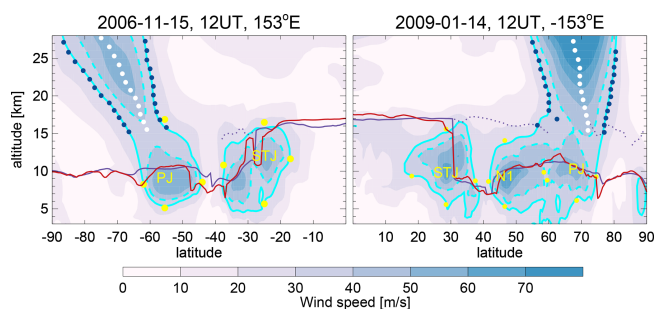 2006-11-15, 12UT, 153°E
2009-01-14, 12UT, -153°E
altitude [km]
25
20
15
10
5
PJ
STJ
STJ
N1
PJ
-90 -80 -70 -60 -50 -40 -30 -20 -10
0 10 20 30 40 50 60 70 80 90
latitude
latitude
0 10 20 30 40 50 60 70
Wind speed [m/s]